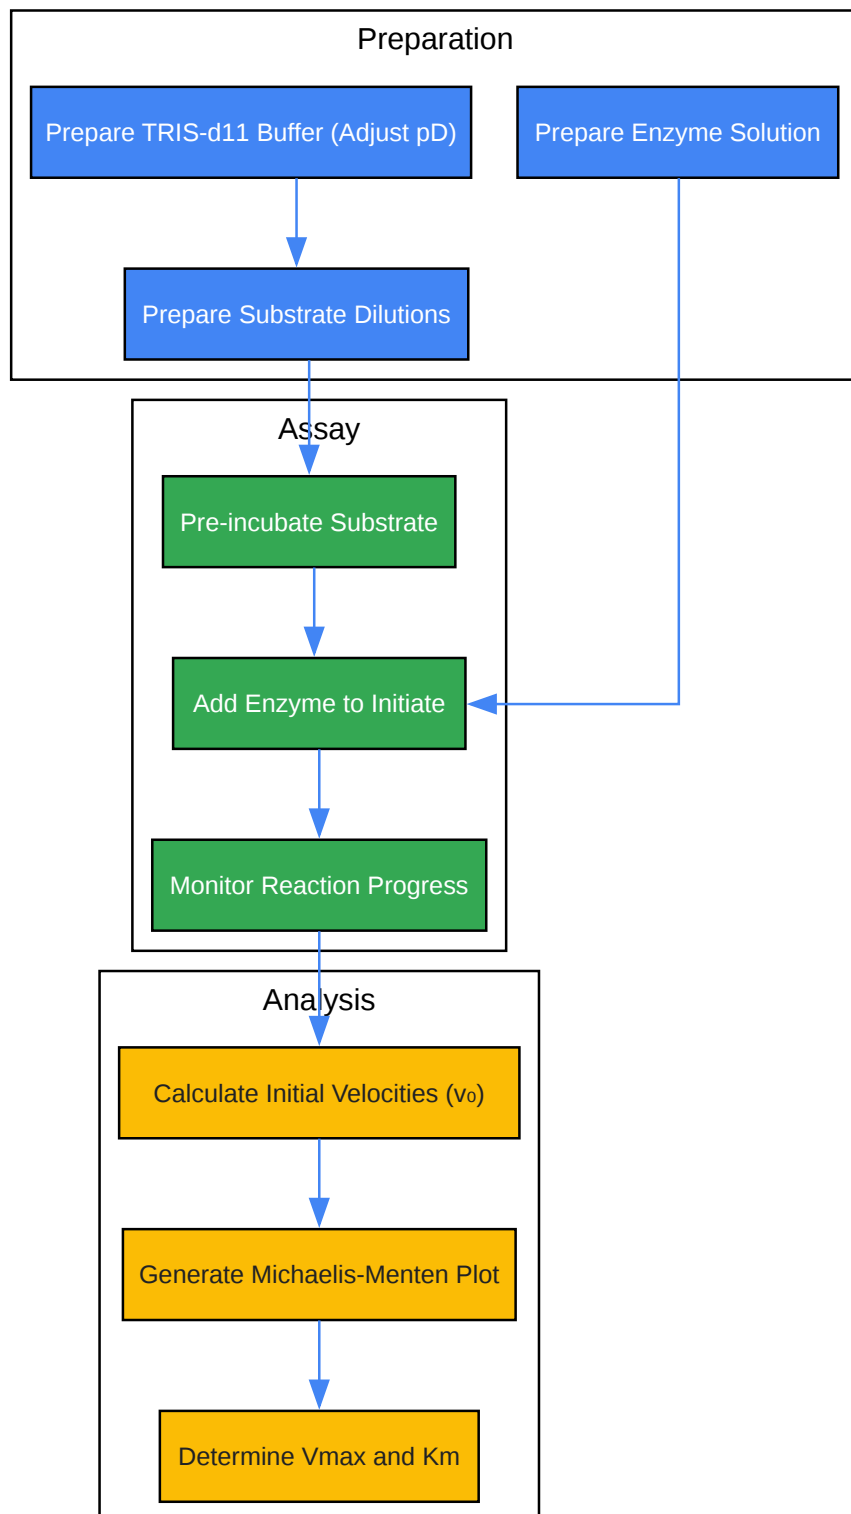 Preparation
Prepare TRIS-d11 Buffer (Adjust pD)
Prepare Enzyme Solution
Prepare Substrate Dilutions
Assay
Pre-incubate Substrate
Add Enzyme to Initiate
Monitor Reaction Progress
Analysis
Calculate Initial Velocities (v₀)
Generate Michaelis-Menten Plot
Determine Vmax and Km